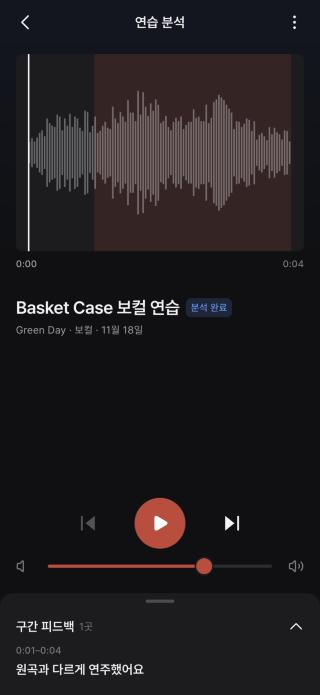 연습 분석
0:00
0:04
Basket Case 보컬 연습 분석 완료
Green Day · 보컬 · 11월 18일
구간 피드백 1곳
0:01–0:04
원곡과 다르게 연주했어요